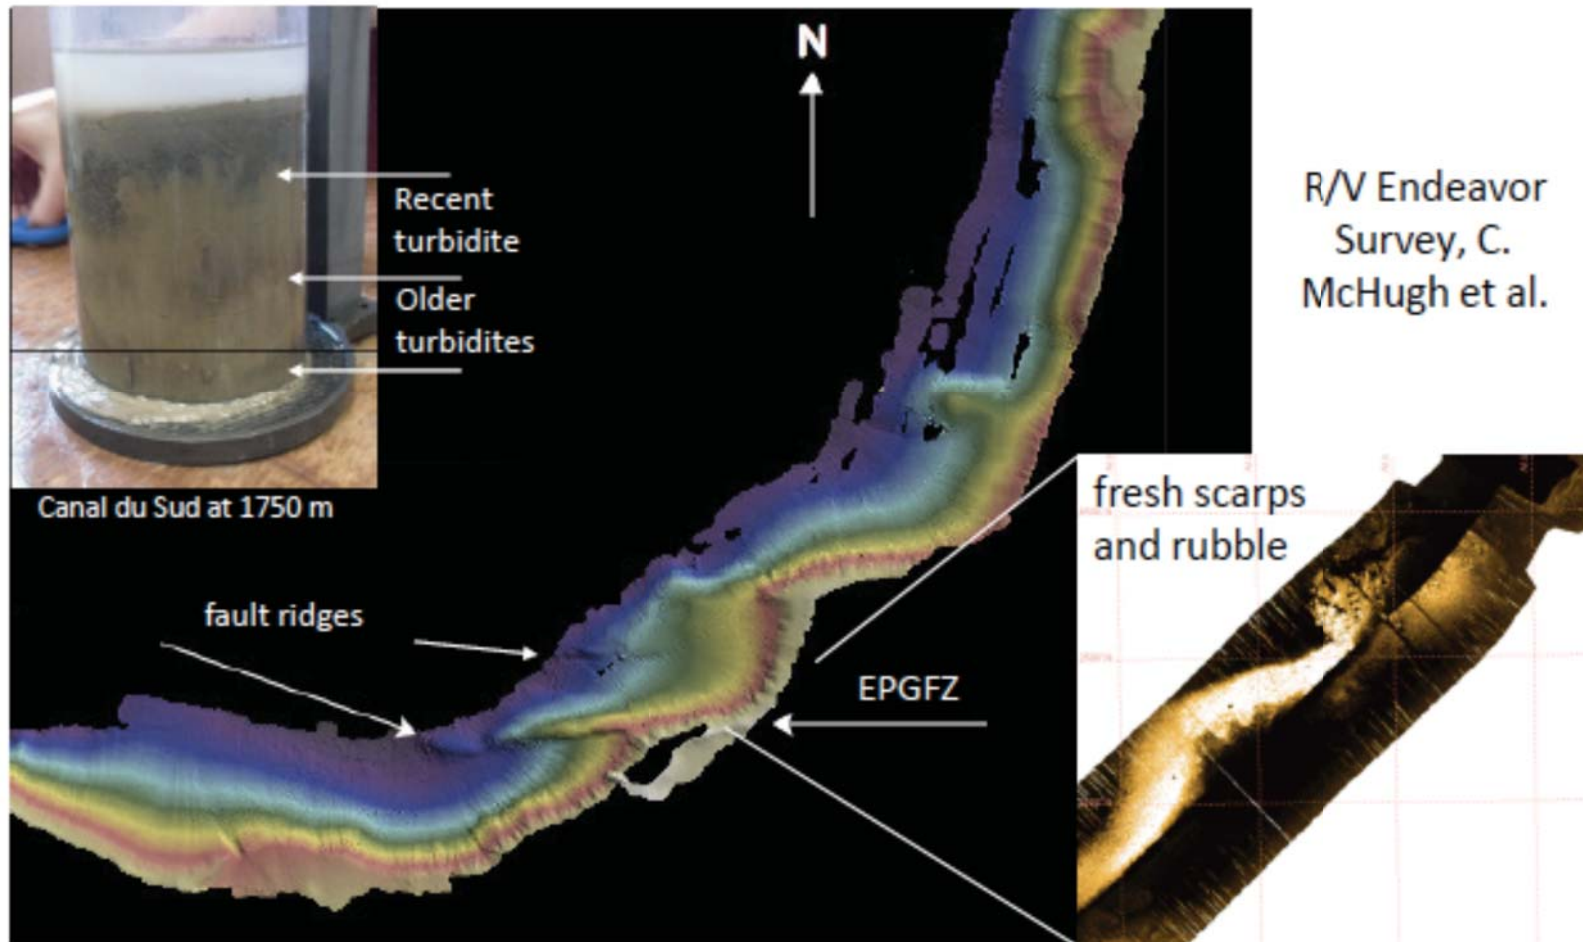 N
Recent
turbidite
Older
turbidites
Canal du Sud at 1750 m
R/V Endeavor
Survey, C.
McHugh et al.
fresh scarps
and rubble
fault ridges
EPGFZ